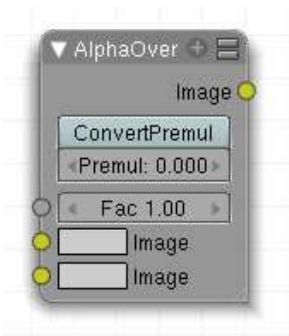 AlphaOver
Image
ConvertPremul
Premul: 0.000
Fac 1.00
Image
Image